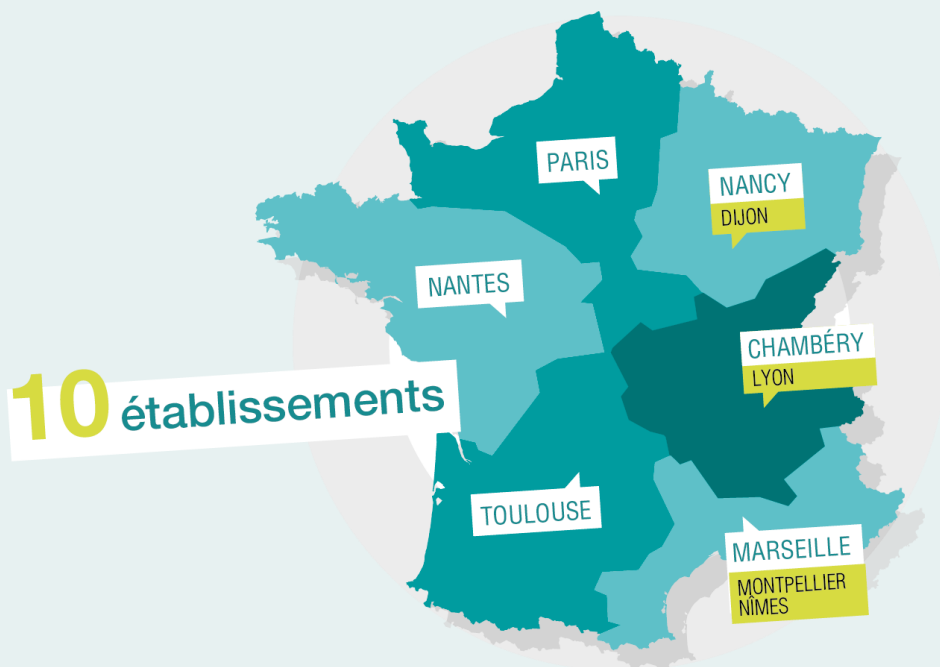 PARIS
NANCY
DIJON
NANTES
CHAMBÉRY
LYON
10 établissements
TOULOUSE
MARSEILLE
MONTPELLIER
NÎMES